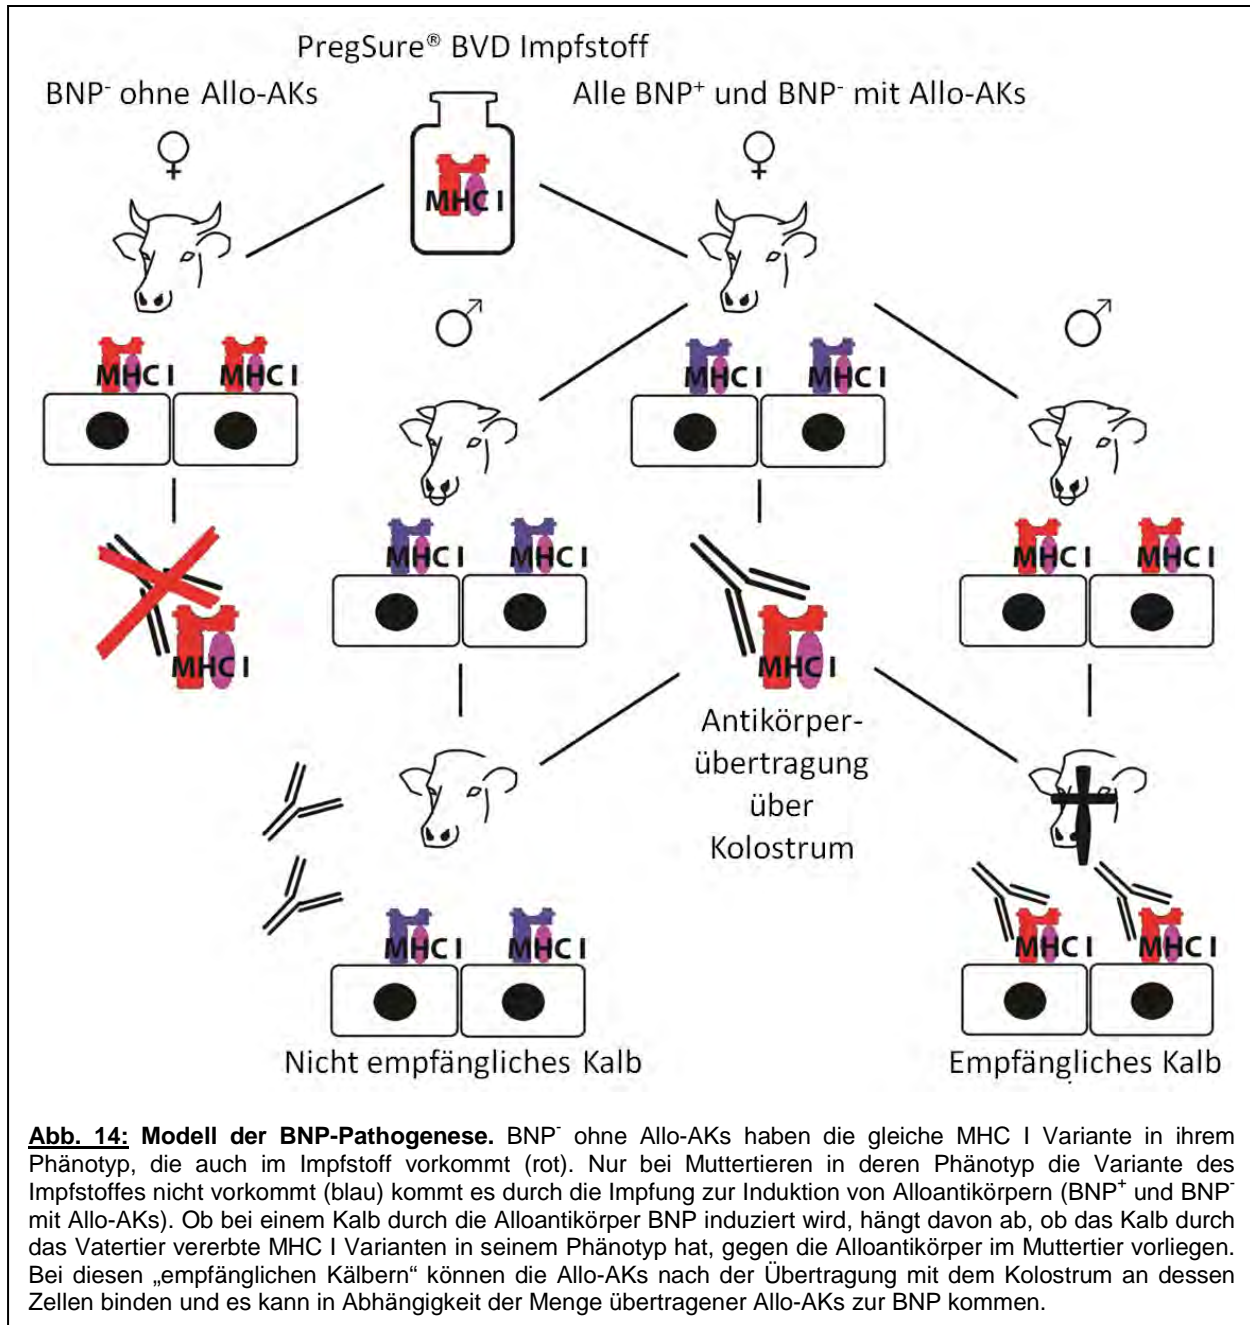 PregSure® BVD Impfstoff
BNP⁻ ohne Allo-AKs
Alle BNP⁺ und BNP⁻ mit Allo-AKs
♀
♀
MHC I
♂
♂
MHC I MHC I
MHC I MHC I
MHC I MHC I
MHC I MHC I
MHC I
MHC I
Antikörper-
übertragung
über
Kolostrum
MHC I MHC I
MHC I MHC I
Nicht empfängliches Kalb
Empfängliches Kalb
Abb. 14: Modell der BNP-Pathogenese. BNP⁻ ohne Allo-AKs haben die gleiche MHC I Variante in ihrem
Phänotyp, die auch im Impfstoff vorkommt (rot). Nur bei Muttertieren in deren Phänotyp die Variante des
Impfstoffes nicht vorkommt (blau) kommt es durch die Impfung zur Induktion von Alloantikörpern (BNP⁺ und BNP⁻
mit Allo-AKs). Ob bei einem Kalb durch die Alloantikörper BNP induziert wird, hängt davon ab, ob das Kalb durch
das Vatertier vererbte MHC I Varianten in seinem Phänotyp hat, gegen die Alloantikörper im Muttertier vorliegen.
Bei diesen „empfänglichen Kälbern“ können die Allo-AKs nach der Übertragung mit dem Kolostrum an dessen
Zellen binden und es kann in Abhängigkeit der Menge übertragener Allo-AKs zur BNP kommen.